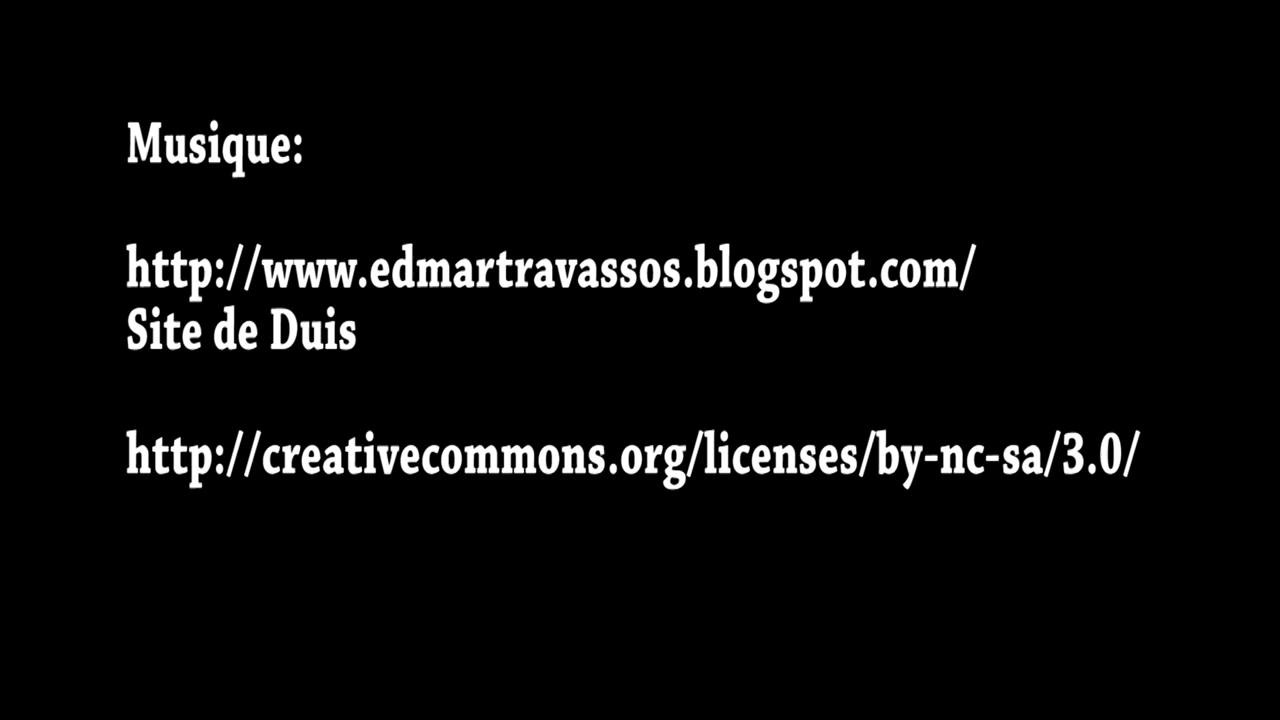 Musique:
http://www.edmartravassos.blogspot.com/
Site de Duis
http://creativecommons.org/licenses/by-nc-sa/3.0/